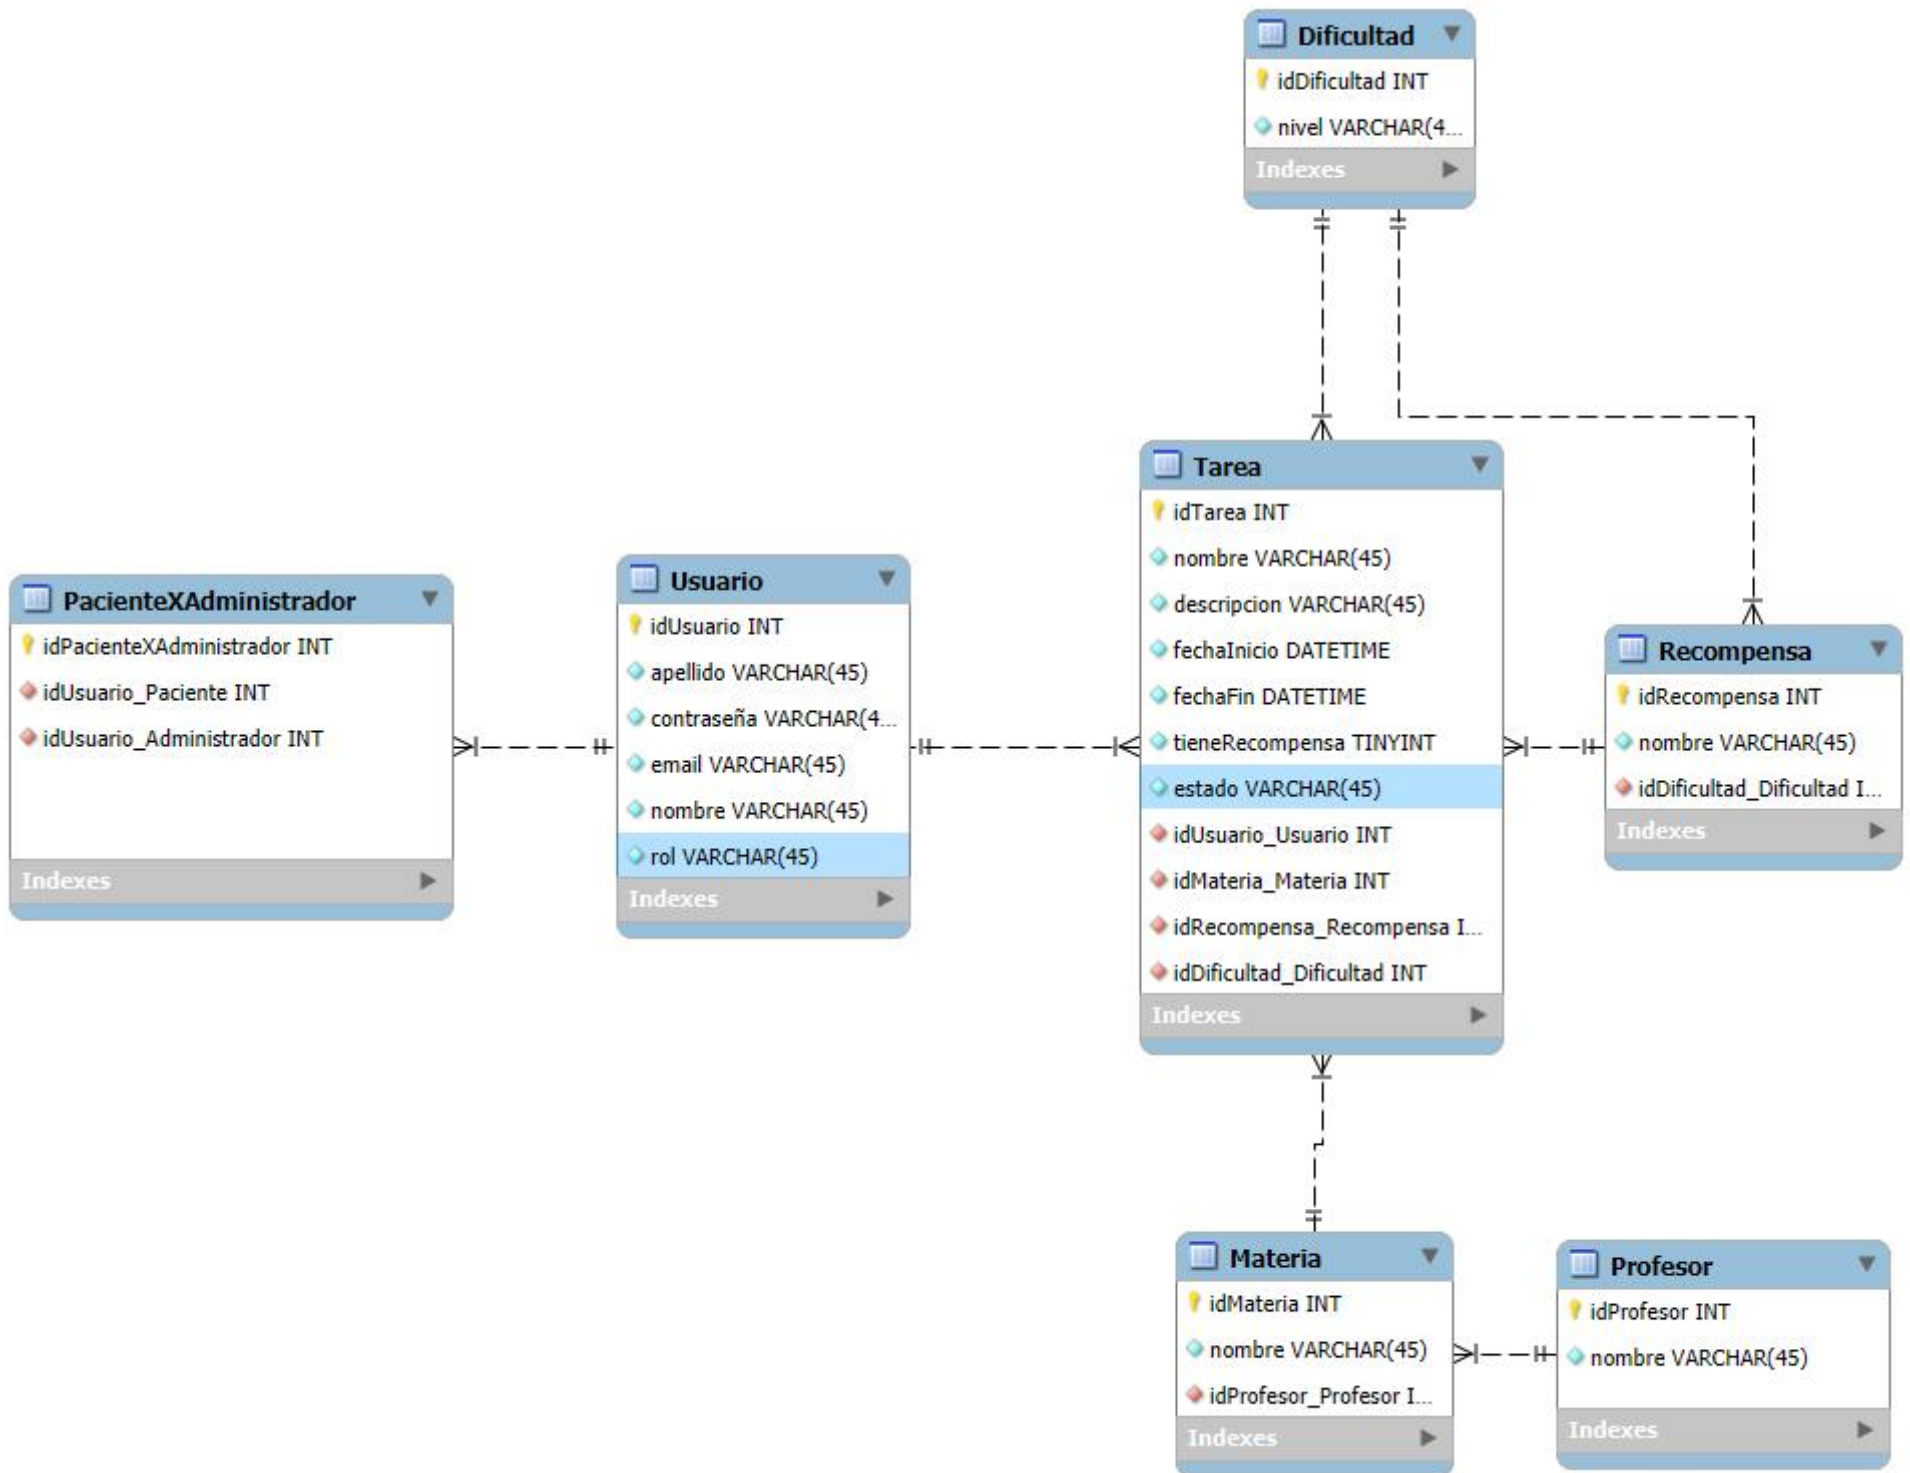 Dificultad
idDificultad INT
nivel VARCHAR(4...
Indexes
Tarea
idTarea INT
nombre VARCHAR(45)
descripcion VARCHAR(45)
fechaInicio DATETIME
fechaFin DATETIME
tieneRecompensa TINYINT
estado VARCHAR(45)
idUsuario_Usuario INT
idMateria_Materia INT
idRecompensa_Recompensa I...
idDificultad_Dificultad INT
Indexes
PacienteXAdministrador
idPacienteXAdministrador INT
idUsuario_Paciente INT
idUsuario_Administrador INT
Indexes
Usuario
idUsuario INT
apellido VARCHAR(45)
contraseña VARCHAR(4...
email VARCHAR(45)
nombre VARCHAR(45)
rol VARCHAR(45)
Indexes
Recompensa
idRecompensa INT
nombre VARCHAR(45)
idDificultad_Dificultad I...
Indexes
Materia
idMateria INT
nombre VARCHAR(45)
idProfesor_Profesor I...
Indexes
Profesor
idProfesor INT
nombre VARCHAR(45)
Indexes